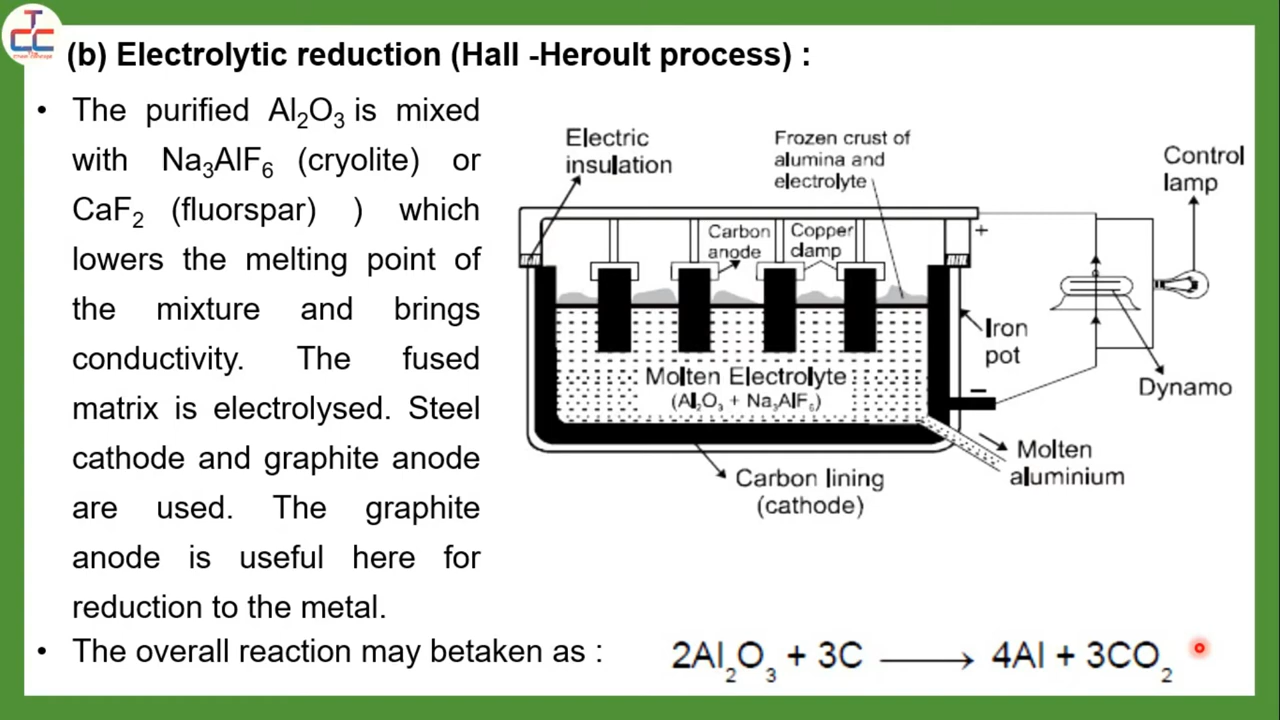 TCC
(b) Electrolytic reduction (Hall -Heroult process) :
• The purified Al₂O₃ is mixed
with Na₃AlF₆ (cryolite) or
CaF₂ (fluorspar) ) which
lowers the melting point of
the mixture and brings
conductivity. The fused
matrix is electrolysed. Steel
cathode and graphite anode
are used. The graphite
anode is useful here for
reduction to the metal.
Electric
insulation
Frozen crust of
alumina and
electrolyte
Control
lamp
Carbon
anode
Copper
clamp
+
Iron
pot
Molten Electrolyte
(Al₂O₃ + Na₃AlF₆)
−
Dynamo
Molten
aluminium
Carbon lining
(cathode)
• The overall reaction may betaken as :
2Al₂O₃ + 3C ⟶ 4Al + 3CO₂